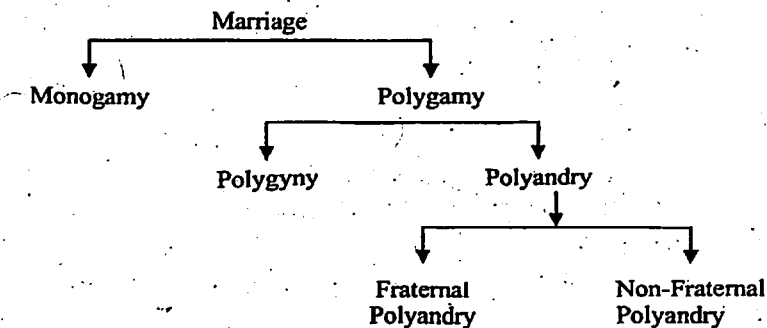 Marriage
Monogamy
Polygamy
Polygyny
Polyandry
Fraternal
Polyandry
Non-Fraternal
Polyandry